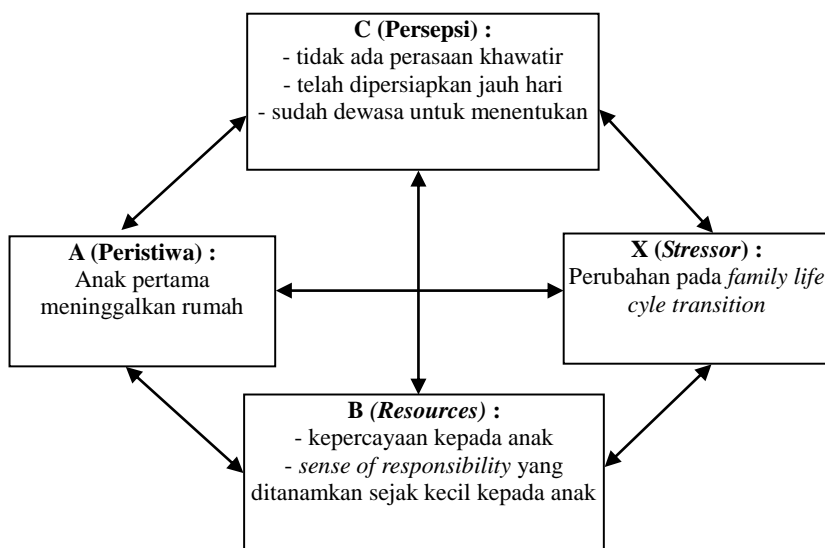 C (Persepsi) :
- tidak ada perasaan khawatir
- telah dipersiapkan jauh hari
- sudah dewasa untuk menentukan
A (Peristiwa) :
Anak pertama
meninggalkan rumah
X (Stressor) :
Perubahan pada family life
cyle transition
B (Resources) :
- kepercayaan kepada anak
- sense of responsibility yang
ditanamkan sejak kecil kepada anak